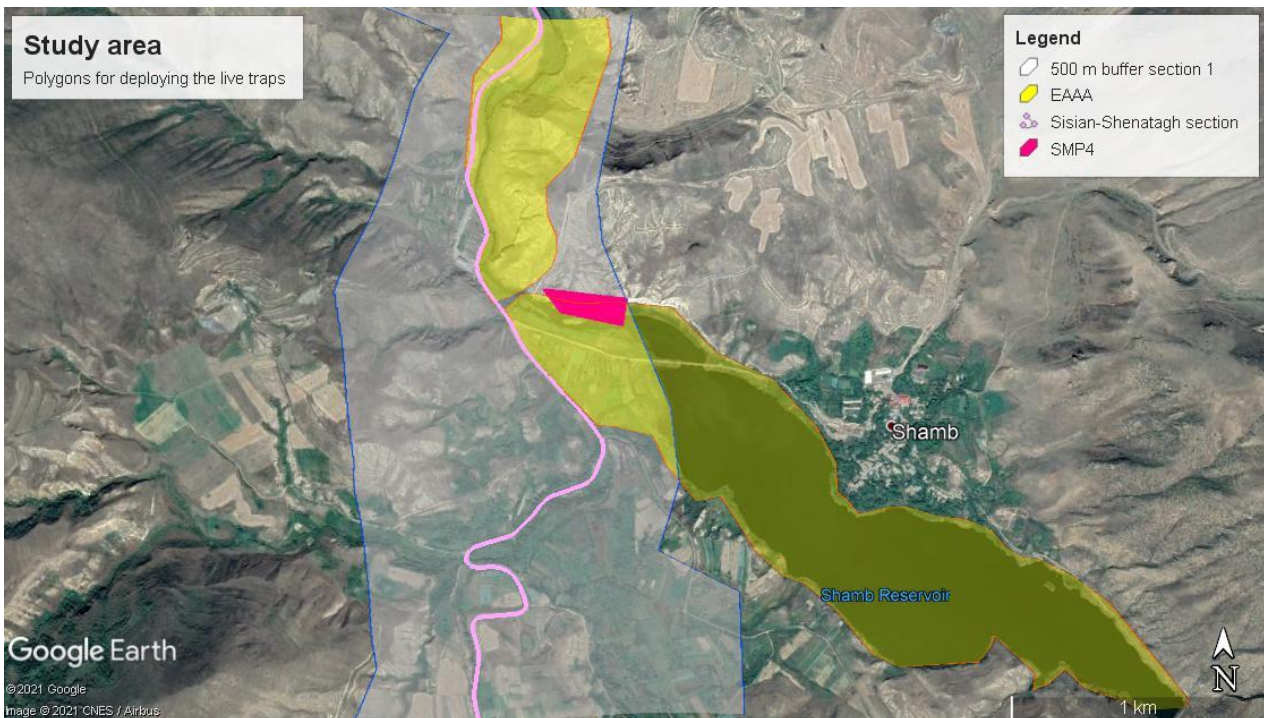 Study area
Polygons for deploying the live traps
Legend
500 m buffer section 1
EAAA
Sisian-Shenatagh section
SMP4
Shamb
Shamb Reservoir
Google Earth
©2021 Google
Image © 2021 CNES / Airbus
N
1 km